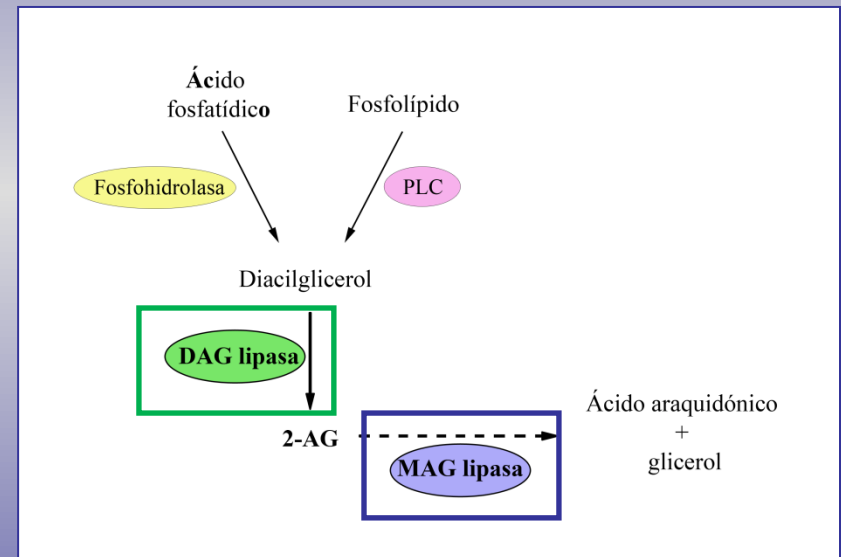 Ácido
fosfatídico
Fosfolípido
Fosfohidrolasa
PLC
Diacilglicerol
DAG lipasa
2-AG
MAG lipasa
Ácido araquidónico
+
glicerol